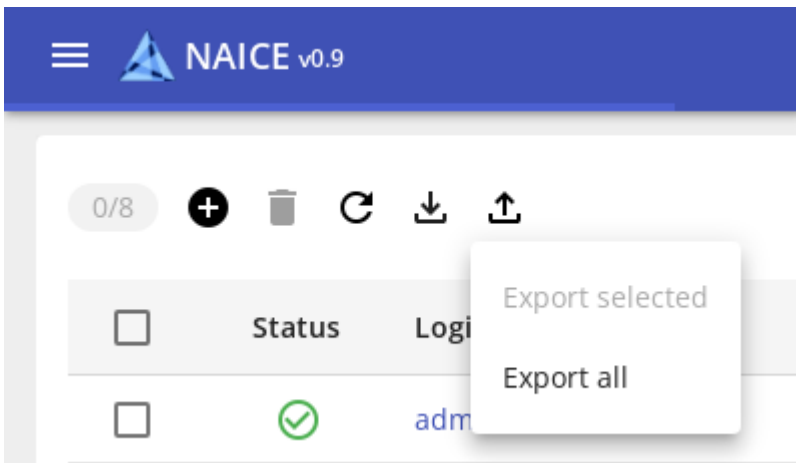 NAICE v0.9
0/8
Export selected
Status Logi
Export all
adm